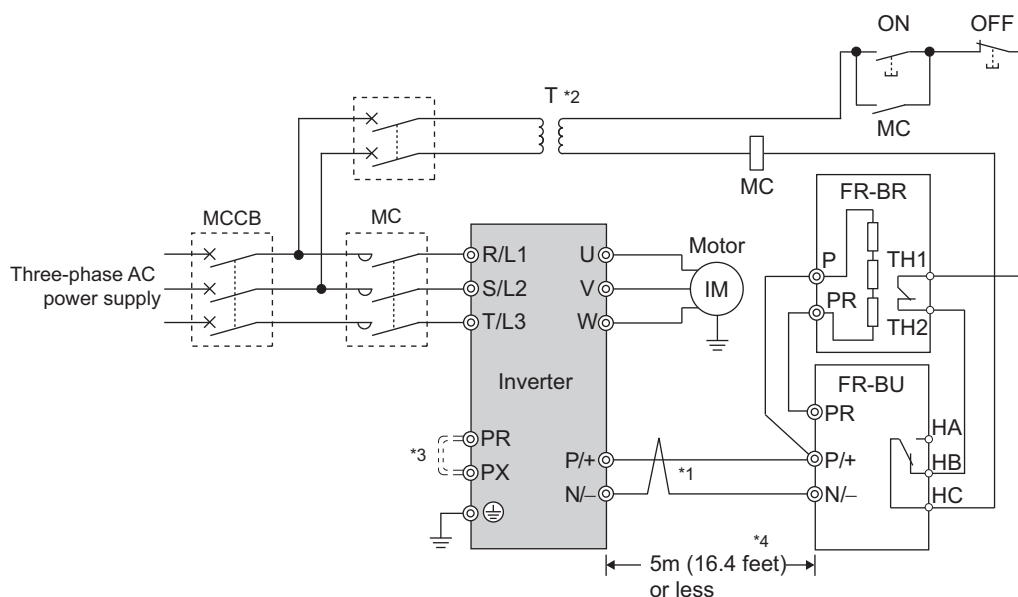 ON
OFF
T *2
MC
MC
FR-BR
MCCB
MC
R/L1
U
Motor
P
TH1
Three-phase AC
power supply
S/L2
V
IM
PR
T/L3
W
TH2
Inverter
FR-BU
PR
PR
HA
*3
P/+
*1
P/+
PX
HB
N/–
N/–
HC
*4
5m (16.4 feet)
or less